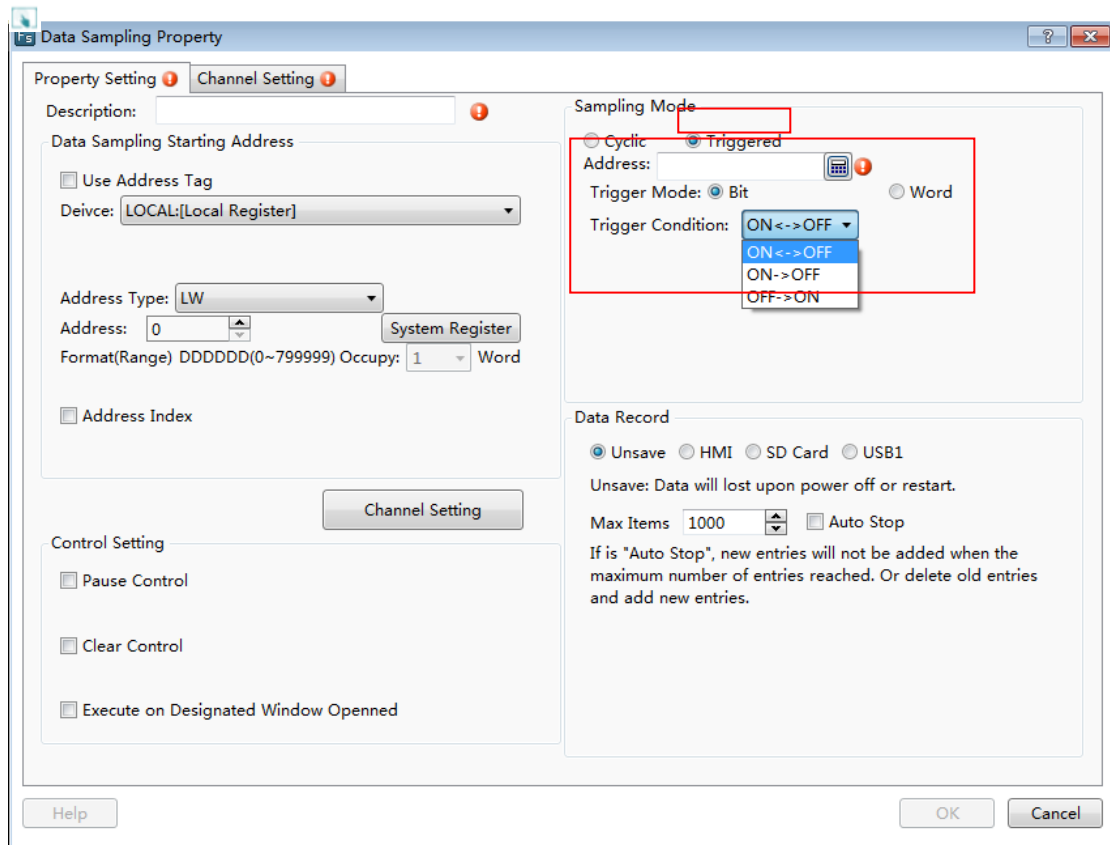 Fs Data Sampling Property
Property Setting Channel Setting
Description:
Data Sampling Starting Address
Use Address Tag
Deivce: LOCAL:[Local Register]
Address Type: LW
Address: 0 System Register
Format(Range) DDDDDD(0~799999) Occupy: 1 Word
Address Index
Channel Setting
Control Setting
Pause Control
Clear Control
Execute on Designated Window Openned
Sampling Mode
Cyclic Triggered
Address:
Trigger Mode: Bit Word
Trigger Condition: ON<->OFF
ON<->OFF
ON->OFF
OFF->ON
Data Record
Unsave HMI SD Card USB1
Unsave: Data will lost upon power off or restart.
Max Items 1000 Auto Stop
If is "Auto Stop", new entries will not be added when the
maximum number of entries reached. Or delete old entries
and add new entries.
Help OK Cancel